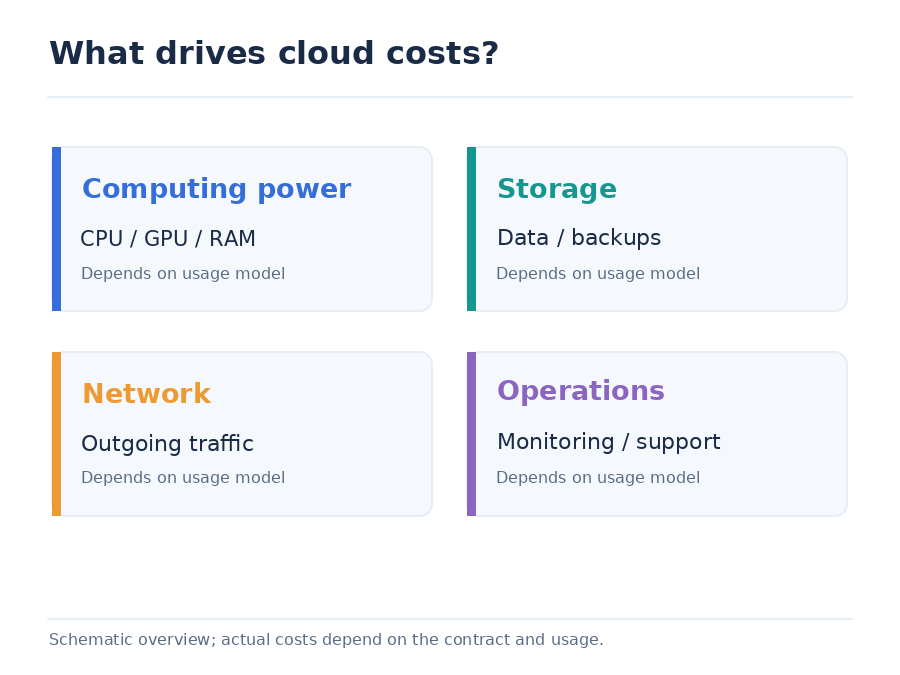 What drives cloud costs?
Computing power
CPU / GPU / RAM
Depends on usage model
Storage
Data / backups
Depends on usage model
Network
Outgoing traffic
Depends on usage model
Operations
Monitoring / support
Depends on usage model
Schematic overview; actual costs depend on the contract and usage.